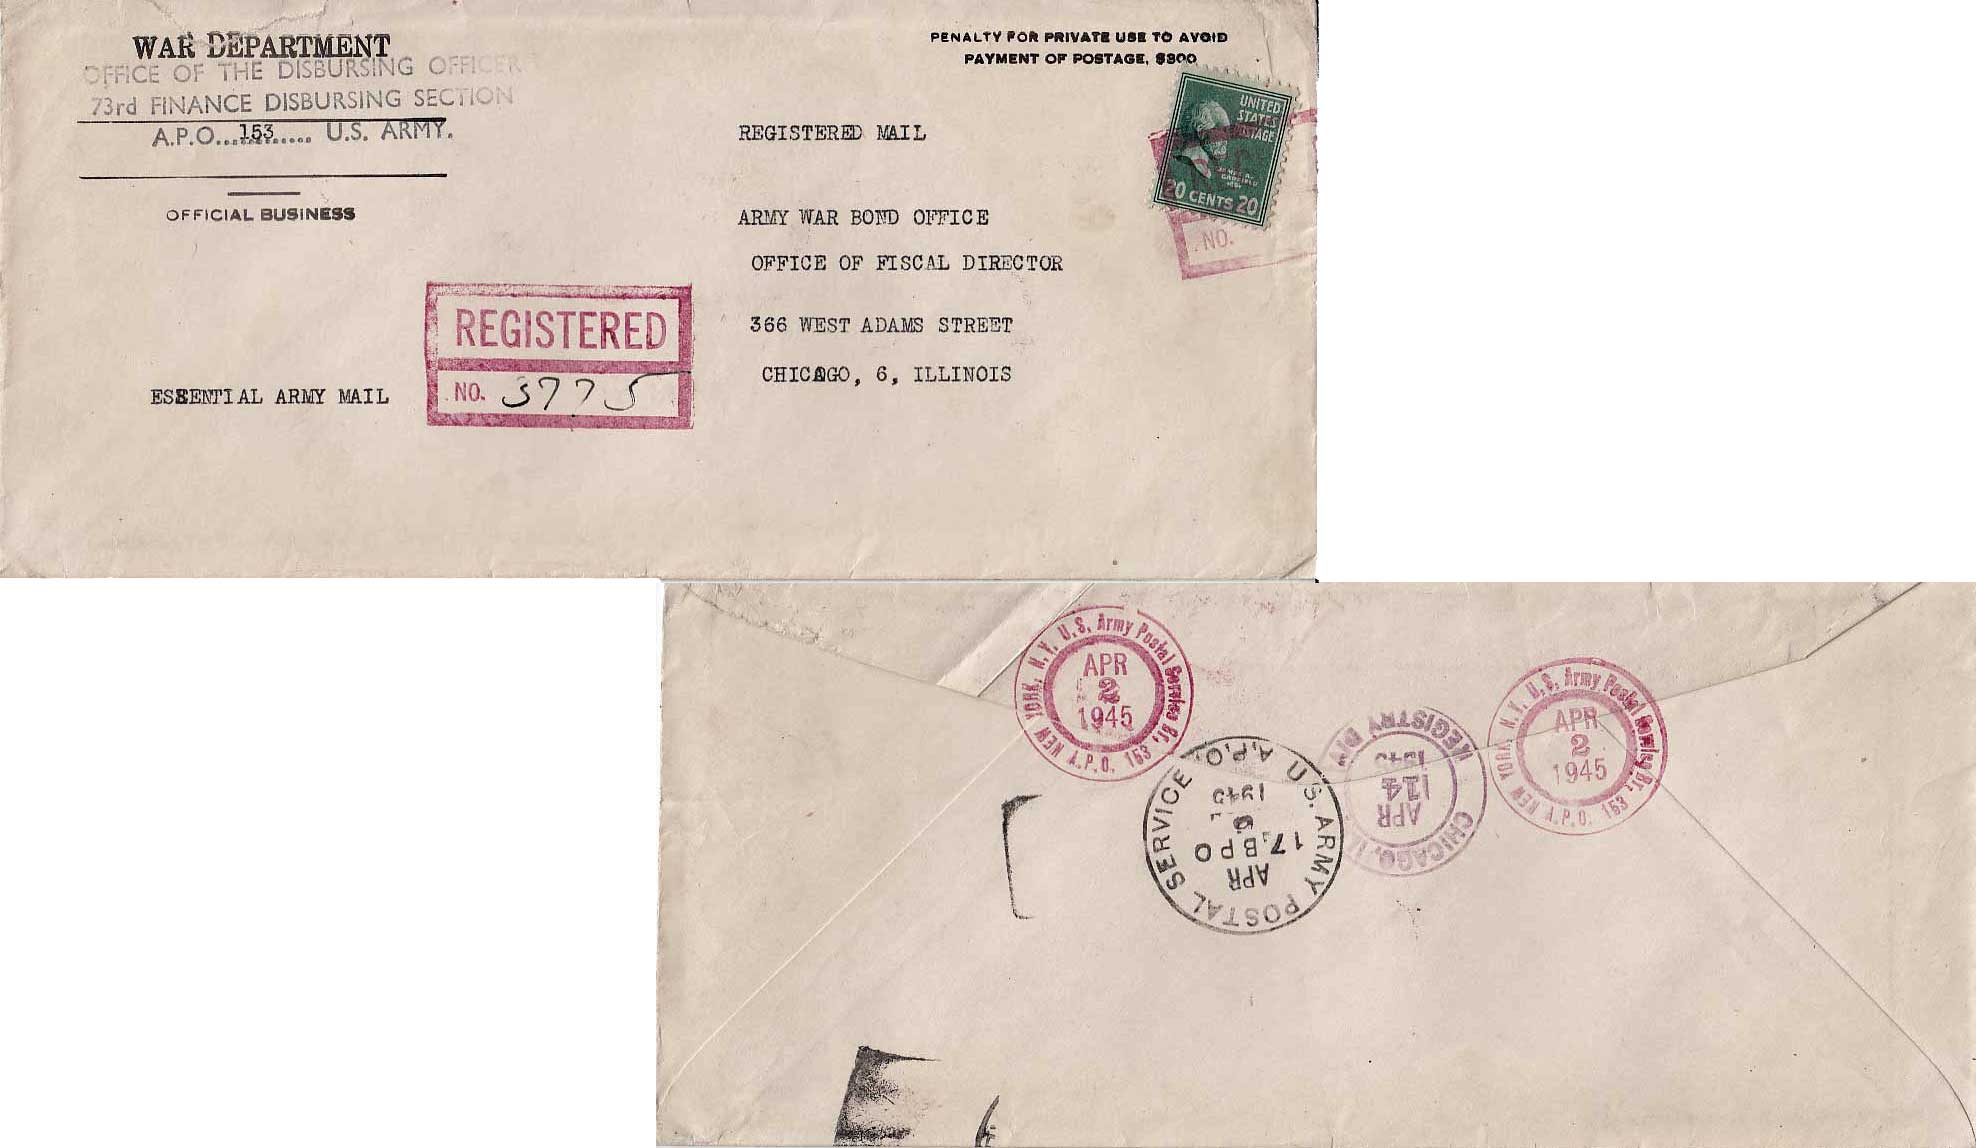 WAR DEPARTMENT
OFFICE OF THE DISBURSING OFFICER
73rd FINANCE DISBURSING SECTION
A.P.O...153..... U.S. ARMY.
OFFICIAL BUSINESS
PENALTY FOR PRIVATE USE TO AVOID
PAYMENT OF POSTAGE, $300
UNITED
STATES
POSTAGE
JAMES A.
GARFIELD
20 CENTS 20
NO.
REGISTERED MAIL
ARMY WAR BOND OFFICE
OFFICE OF FISCAL DIRECTOR
366 WEST ADAMS STREET
CHICAGO, 6, ILLINOIS
REGISTERED
NO. 3775
ESSENTIAL ARMY MAIL
NEW YORK, N.Y. U.S. Army Postal Service Br.,
A.P.O. 153
APR
2
1945
U.S. ARMY POSTAL SERVICE
A.P.O.
APR
17.BPO
6
1945
CHICAGO,
REGISTRY DIV
APR
14
1945
NEW YORK, N.Y. U.S. Army Postal Service Br.,
A.P.O. 153
APR
2
1945